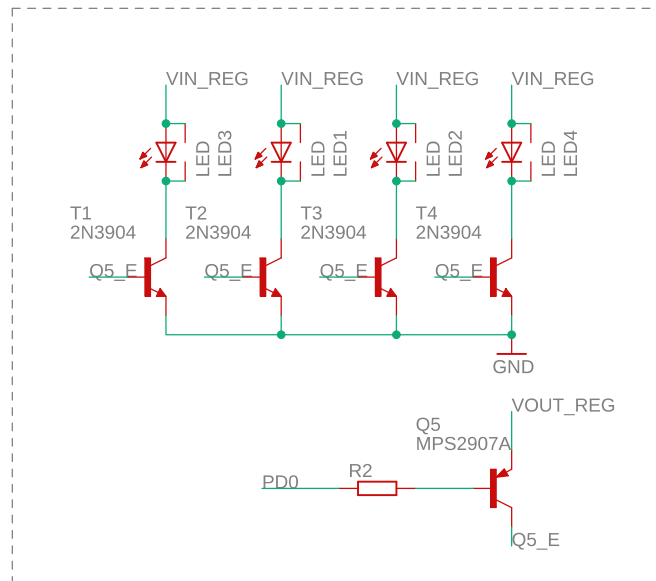 VIN_REG VIN_REG VIN_REG VIN_REG
LED LED3 LED LED1 LED LED2 LED LED4
T1 T2 T3 T4
2N3904 2N3904 2N3904 2N3904
Q5_E Q5_E Q5_E Q5_E
GND
VOUT_REG
Q5
MPS2907A
R2
PD0
Q5_E